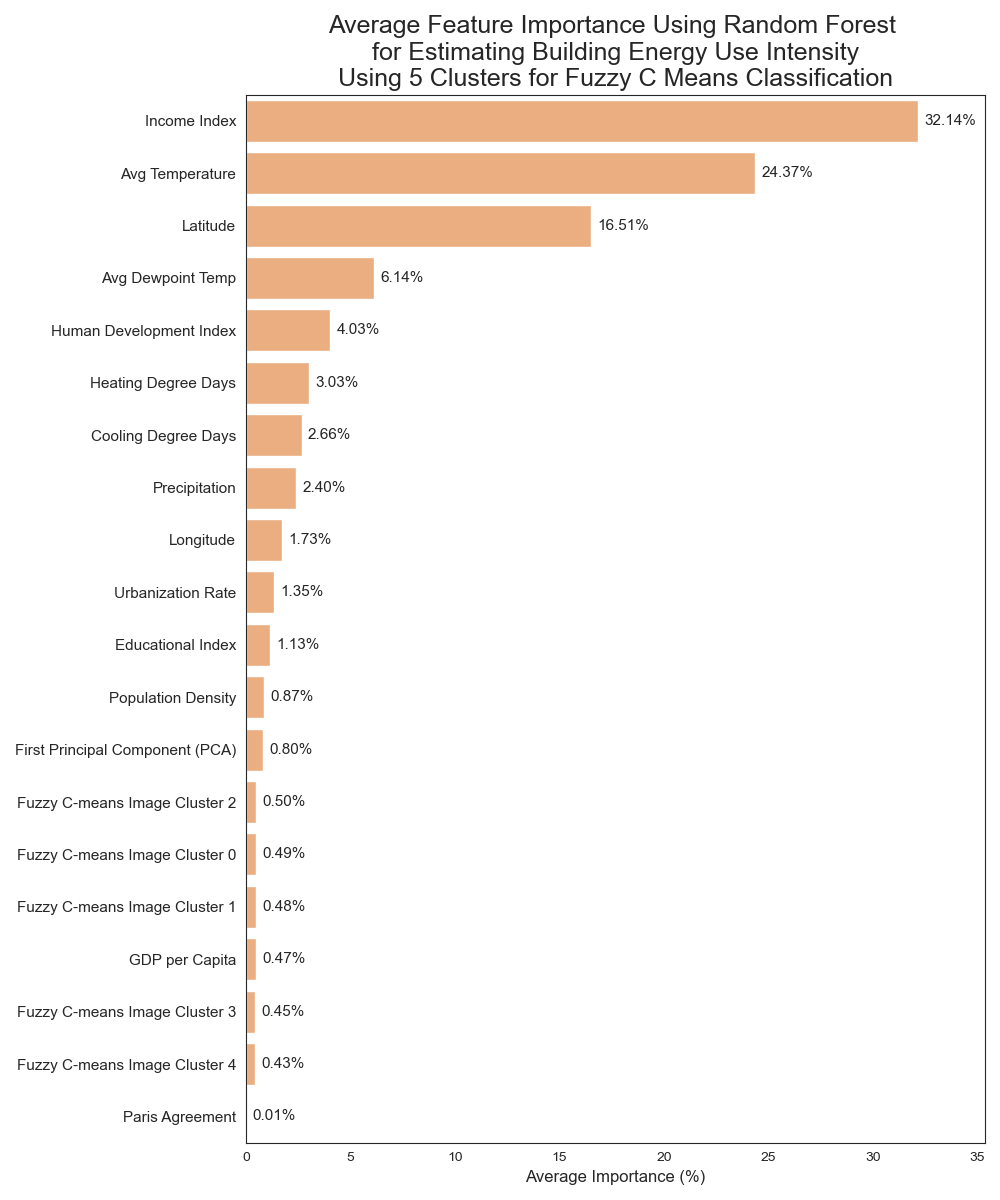 Average Feature Importance Using Random Forest
for Estimating Building Energy Use Intensity
Using 5 Clusters for Fuzzy C Means Classification
Income Index 32.14%
Avg Temperature 24.37%
Latitude 16.51%
Avg Dewpoint Temp 6.14%
Human Development Index 4.03%
Heating Degree Days 3.03%
Cooling Degree Days 2.66%
Precipitation 2.40%
Longitude 1.73%
Urbanization Rate 1.35%
Educational Index 1.13%
Population Density 0.87%
First Principal Component (PCA) 0.80%
Fuzzy C-means Image Cluster 2 0.50%
Fuzzy C-means Image Cluster 0 0.49%
Fuzzy C-means Image Cluster 1 0.48%
GDP per Capita 0.47%
Fuzzy C-means Image Cluster 3 0.45%
Fuzzy C-means Image Cluster 4 0.43%
Paris Agreement 0.01%
0 5 10 15 20 25 30 35
Average Importance (%)